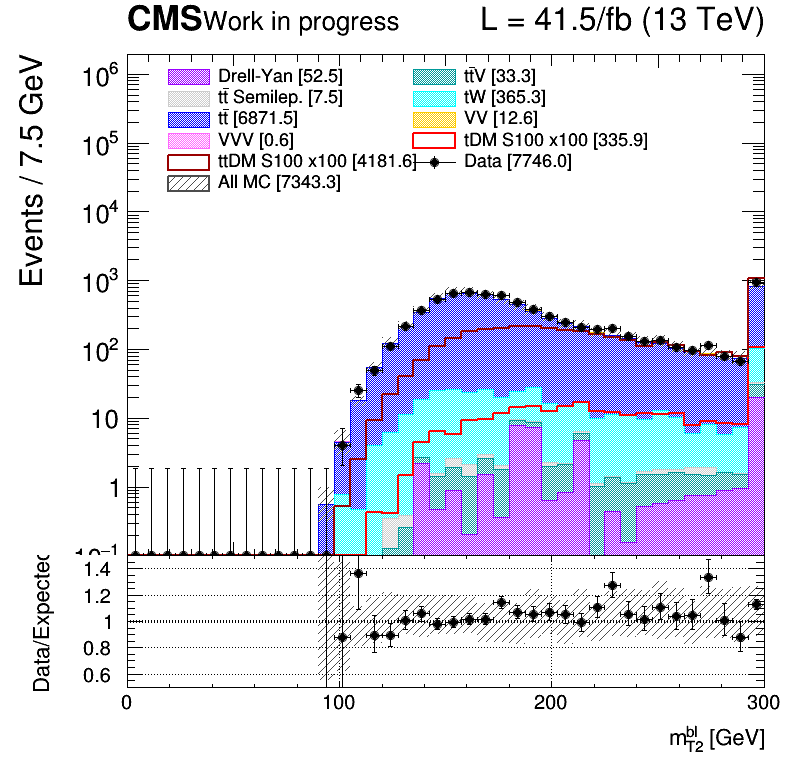 CMS Work in progress L = 41.5/fb (13 TeV)
Events / 7.5 GeV
10⁶
10⁵
10⁴
10³
10²
10
1
10⁻¹
Drell-Yan [52.5] tt̄V [33.3]
tt̄ Semilep. [7.5] tW [365.3]
tt̄ [6871.5] VV [12.6]
VVV [0.6] tDM S100 x100 [335.9]
ttDM S100 x100 [4181.6] Data [7746.0]
All MC [7343.3]
Data/Expected
1.4
1.2
1
0.8
0.6
0 100 200 300
m_{T2}^{bl} [GeV]